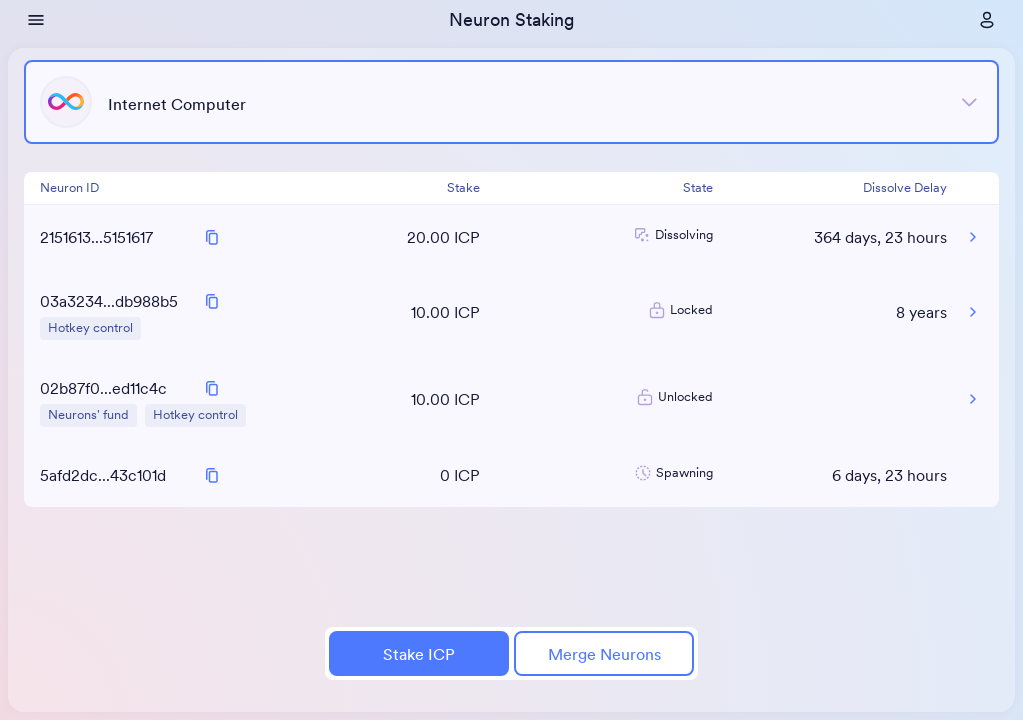 Neuron Staking
Internet Computer
Neuron ID Stake State Dissolve Delay
2151613...5151617 20.00 ICP Dissolving 364 days, 23 hours
03a3234...db988b5 10.00 ICP Locked 8 years
Hotkey control
02b87f0...ed11c4c 10.00 ICP Unlocked
Neurons' fund Hotkey control
5afd2dc...43c101d 0 ICP Spawning 6 days, 23 hours
Stake ICP Merge Neurons